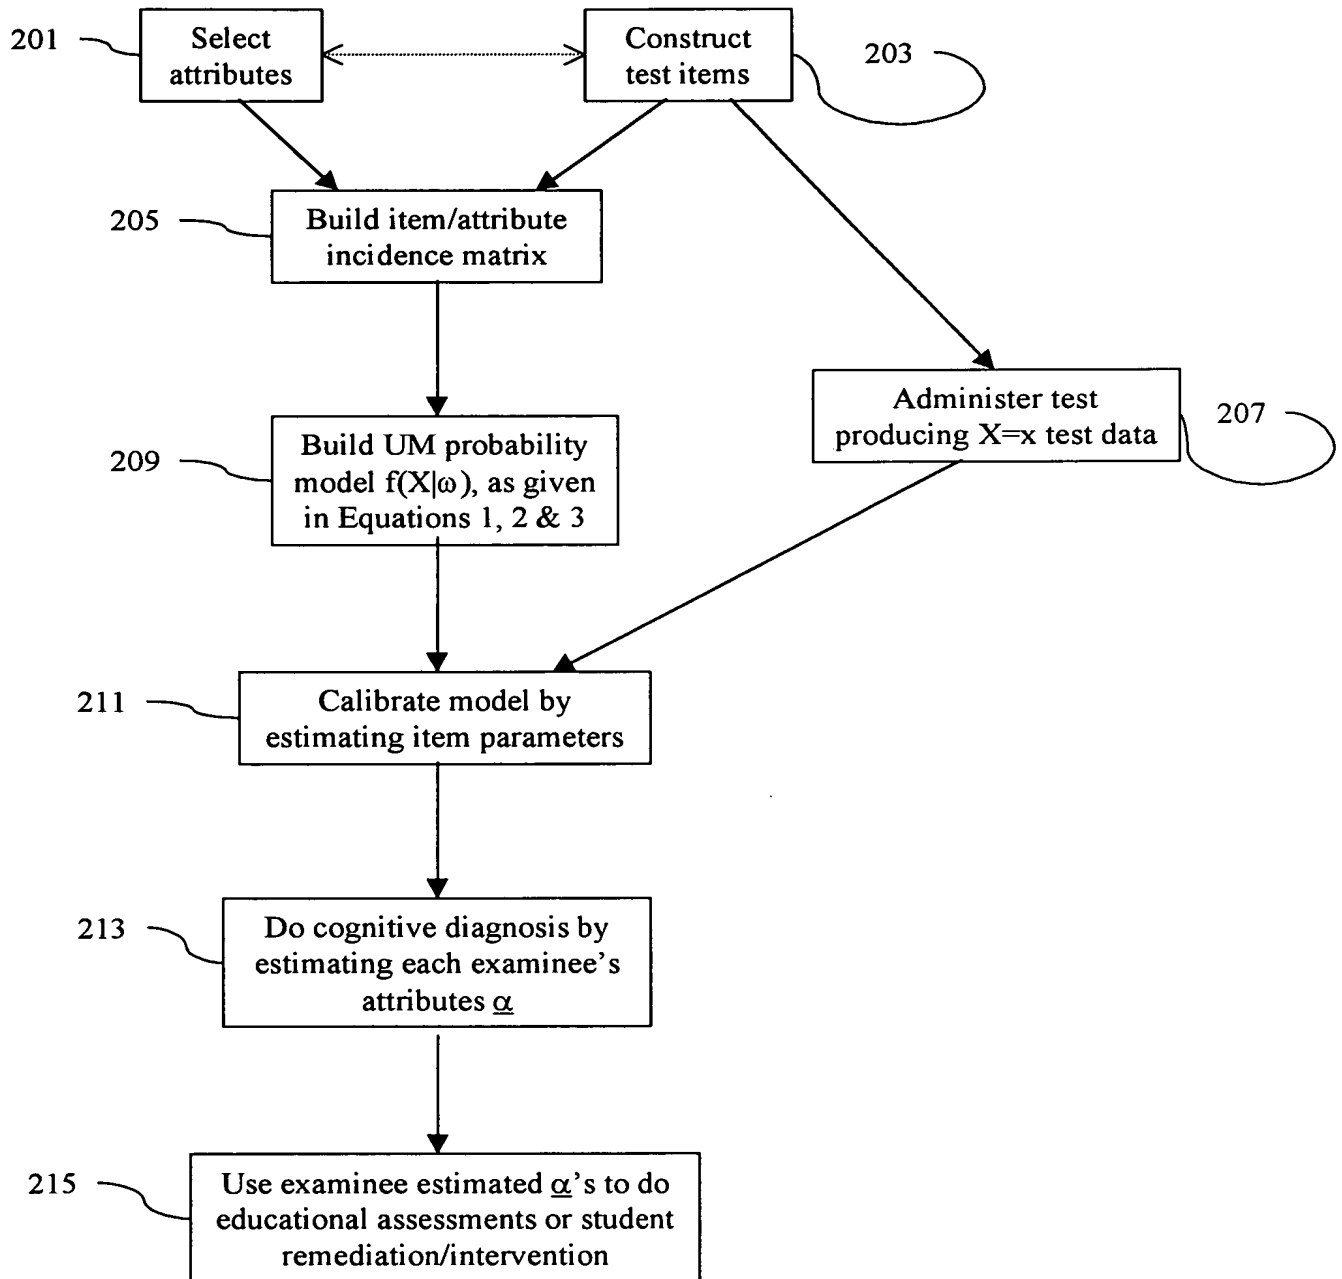 201
Select
attributes
Construct
test items
203
205
Build item/attribute
incidence matrix
Administer test
producing X=x test data
207
209
Build UM probability
model f(X|ω), as given
in Equations 1, 2 & 3
211
Calibrate model by
estimating item parameters
213
Do cognitive diagnosis by
estimating each examinee's
attributes α
215
Use examinee estimated α's to do
educational assessments or student
remediation/intervention